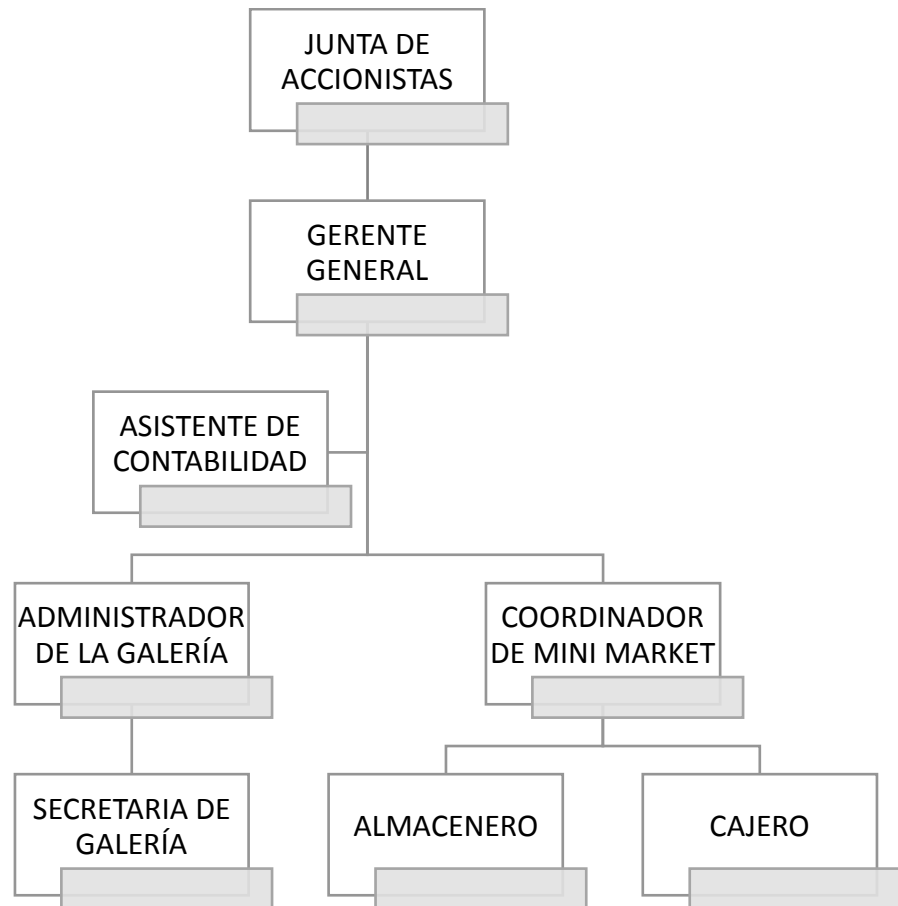 JUNTA DE
ACCIONISTAS
GERENTE
GENERAL
ASISTENTE DE
CONTABILIDAD
ADMINISTRADOR
DE LA GALERÍA
COORDINADOR
DE MINI MARKET
SECRETARIA DE
GALERÍA
ALMACENERO
CAJERO